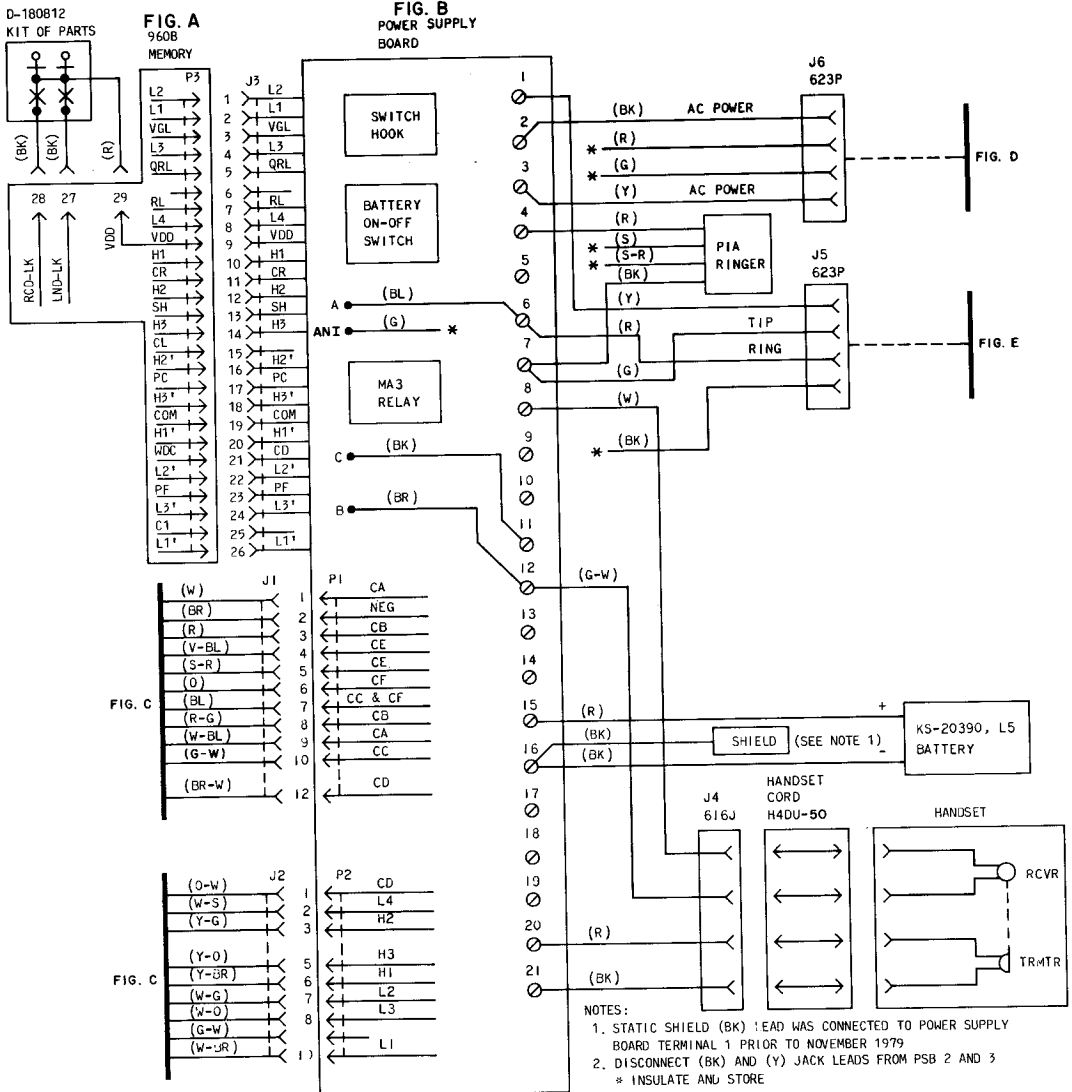 D-180812
KIT OF PARTS
FIG. A
960B
MEMORY
FIG. B
POWER SUPPLY
BOARD
P3
J3
(BK)
(BK)
(R)
28
27
29
RCD-LK
LND-LK
VDD
L2 1 L2
L1 2 L1
VGL 3 VGL
L3 4 L3
QRL 5 QRL
6
RL 7 RL
L4 8 L4
VDD 9 VDD
H1 10 H1
CR 11 CR
H2 12 H2
SH 13 SH
H3 14 H3
CL 15
H2' 16 H2'
PC 17 PC
H3' 18 H3'
COM 19 COM
H1' 20 H1'
WDC 21 CD
L2' 22 L2'
PF 23 PF
L3' 24 L3'
C1 25
L1' 26 L1'
SWITCH
HOOK
BATTERY
ON-OFF
SWITCH
A (BL)
ANI (G) *
MA3
RELAY
C (BK)
B (BR)
1
2
3
4
5
6
7
8
9
10
11
12
13
14
15
16
17
18
19
20
21
J6
623P
(BK) AC POWER
* (R)
* (G)
(Y) AC POWER
FIG. D
(R)
* (S)
* (S-R)
(BK)
PIA
RINGER
J5
623P
(Y)
(R) TIP
RING
(G)
(W)
* (BK)
FIG. E
(G-W)
FIG. C
J1 P1
(W) 1 CA
(BR) 2 NEG
(R) 3 CB
(V-BL) 4 CE
(S-R) 5 CE
(O) 6 CF
(BL) 7 CC & CF
(R-G) 8 CB
(W-BL) 9 CA
(G-W) 10 CC
(BR-W) 12 CD
FIG. C
J2 P2
(O-W) 1 CD
(W-S) 2 L4
(Y-G) 3 H2
(Y-O) 5 H3
(Y-BR) 6 H1
(W-G) 7 L2
(W-O) 8 L3
(G-W)
(W-BR) 10 L1
(R) +
(BK) SHIELD (SEE NOTE 1)
(BK) -
KS-20390, L5
BATTERY
J4
616J
HANDSET
CORD
H4DU-50
HANDSET
RCVR
TRMTR
(R)
(BK)
NOTES:
1. STATIC SHIELD (BK) LEAD WAS CONNECTED TO POWER SUPPLY
BOARD TERMINAL 1 PRIOR TO NOVEMBER 1979
2. DISCONNECT (BK) AND (Y) JACK LEADS FROM PSB 2 AND 3
* INSULATE AND STORE